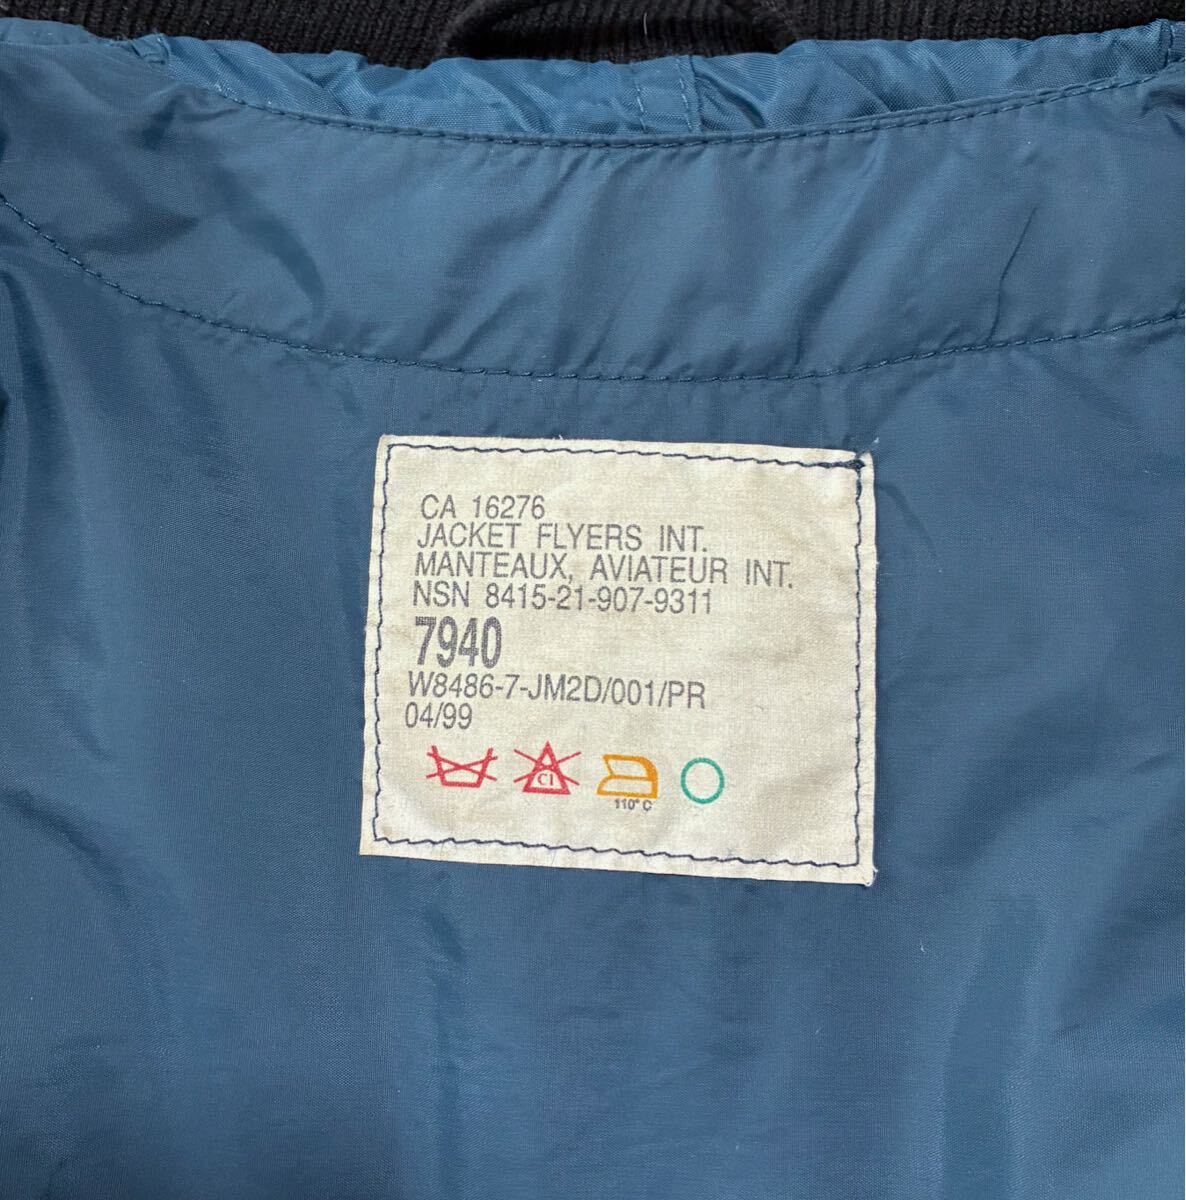 CA 16276
JACKET FLYERS INT.
MANTEAUX, AVIATEUR INT.
NSN 8415-21-907-9311
7940
W8486-7-JM2D/001/PR
04/99
Cl
110° C